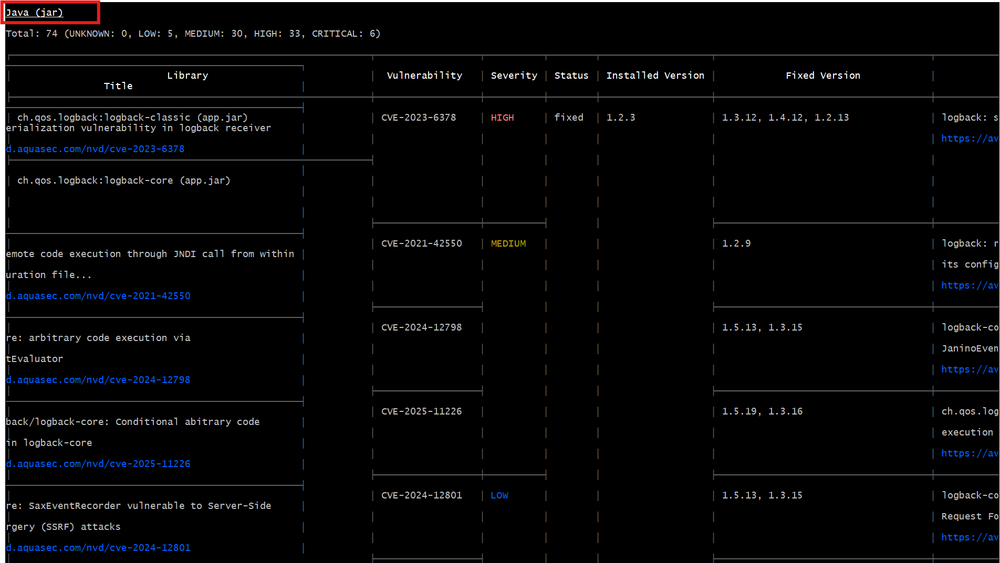 Java (jar)
Total: 74 (UNKNOWN: 0, LOW: 5, MEDIUM: 30, HIGH: 33, CRITICAL: 6)
Library Vulnerability Severity Status Installed Version Fixed Version
Title
ch.qos.logback:logback-classic (app.jar) CVE-2023-6378 HIGH fixed 1.2.3 1.3.12, 1.4.12, 1.2.13 logback: s
erialization vulnerability in logback receiver
https://av
d.aquasec.com/nvd/cve-2023-6378
ch.qos.logback:logback-core (app.jar)
CVE-2021-42550 MEDIUM 1.2.9 logback: r
emote code execution through JNDI call from within
its config
uration file...
https://av
d.aquasec.com/nvd/cve-2021-42550
CVE-2024-12798 1.5.13, 1.3.15 logback-co
re: arbitrary code execution via
JaninoEven
tEvaluator
https://av
d.aquasec.com/nvd/cve-2024-12798
CVE-2025-11226 1.5.19, 1.3.16 ch.qos.log
back/logback-core: Conditional abitrary code
execution
in logback-core
https://av
d.aquasec.com/nvd/cve-2025-11226
CVE-2024-12801 LOW 1.5.13, 1.3.15 logback-co
re: SaxEventRecorder vulnerable to Server-Side
Request Fo
rgery (SSRF) attacks
https://av
d.aquasec.com/nvd/cve-2024-12801